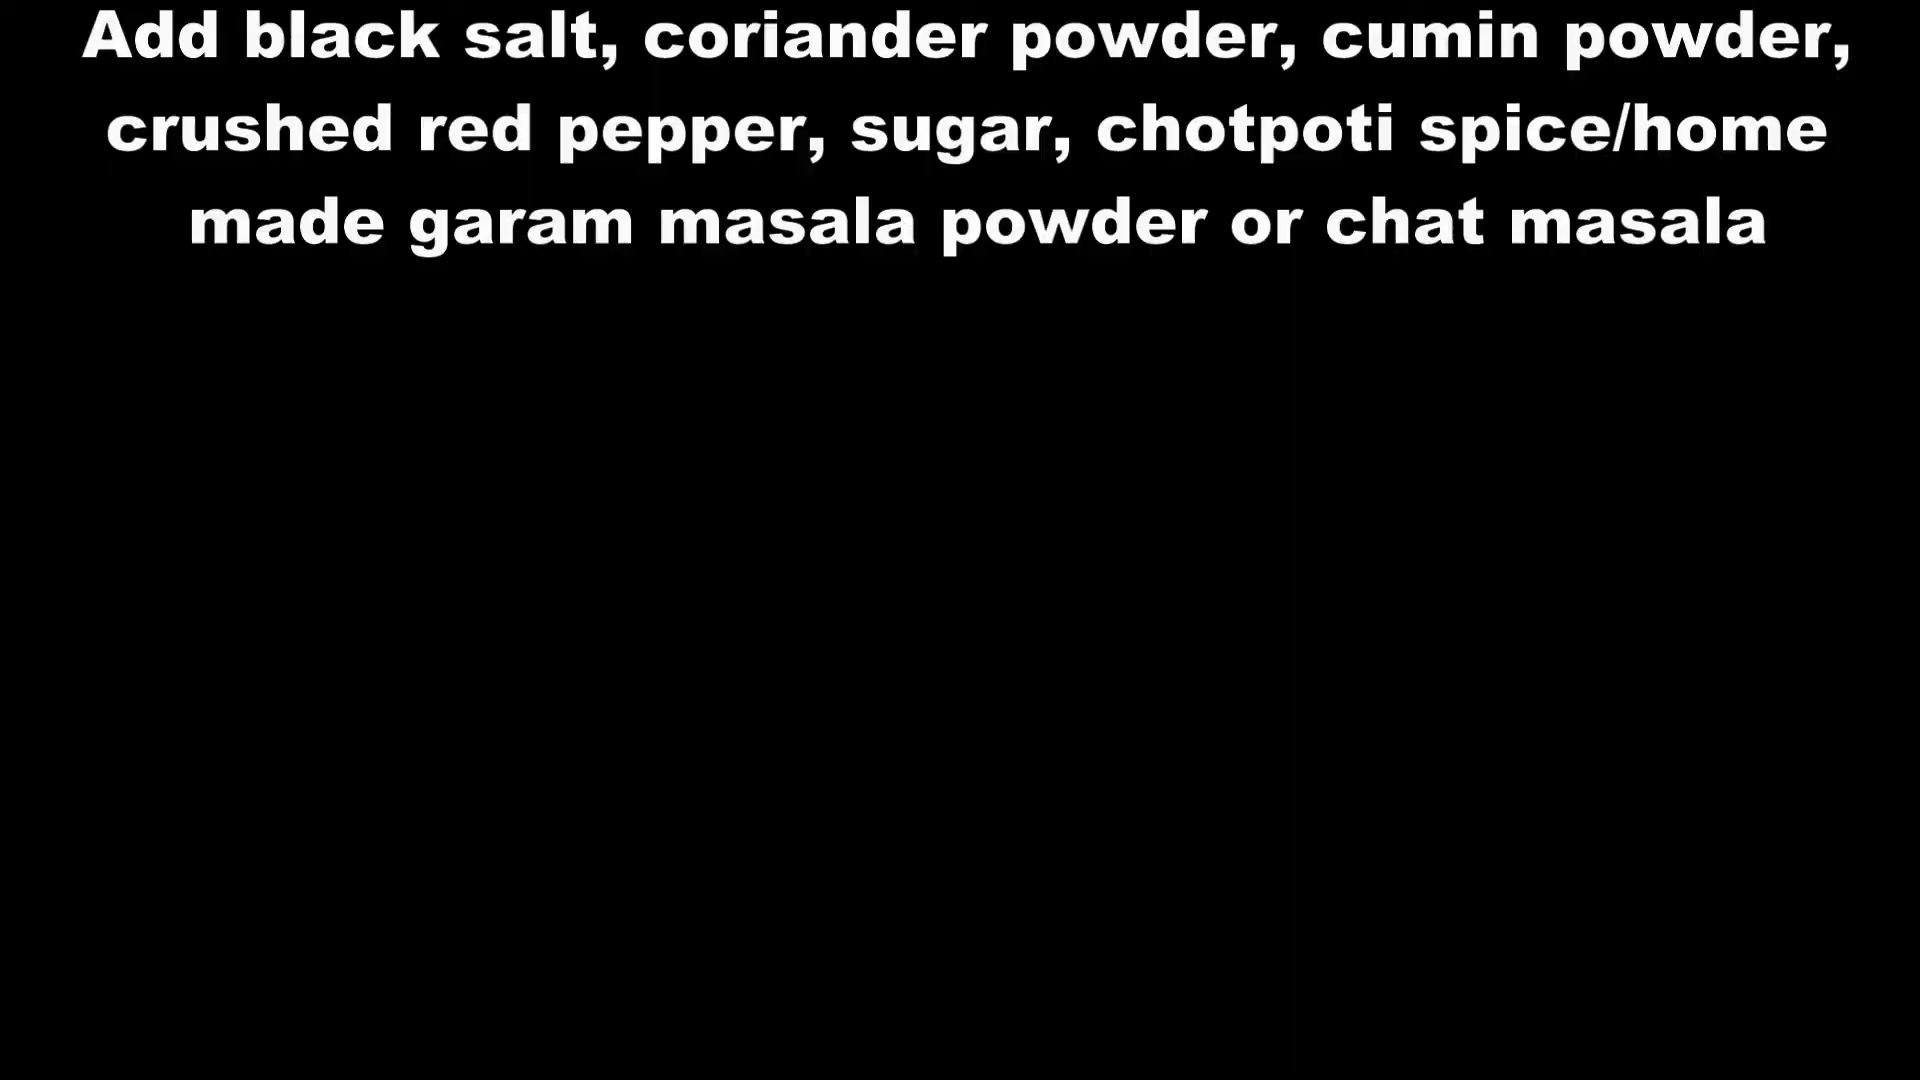 Add black salt, coriander powder, cumin powder,
crushed red pepper, sugar, chotpoti spice/home
made garam masala powder or chat masala